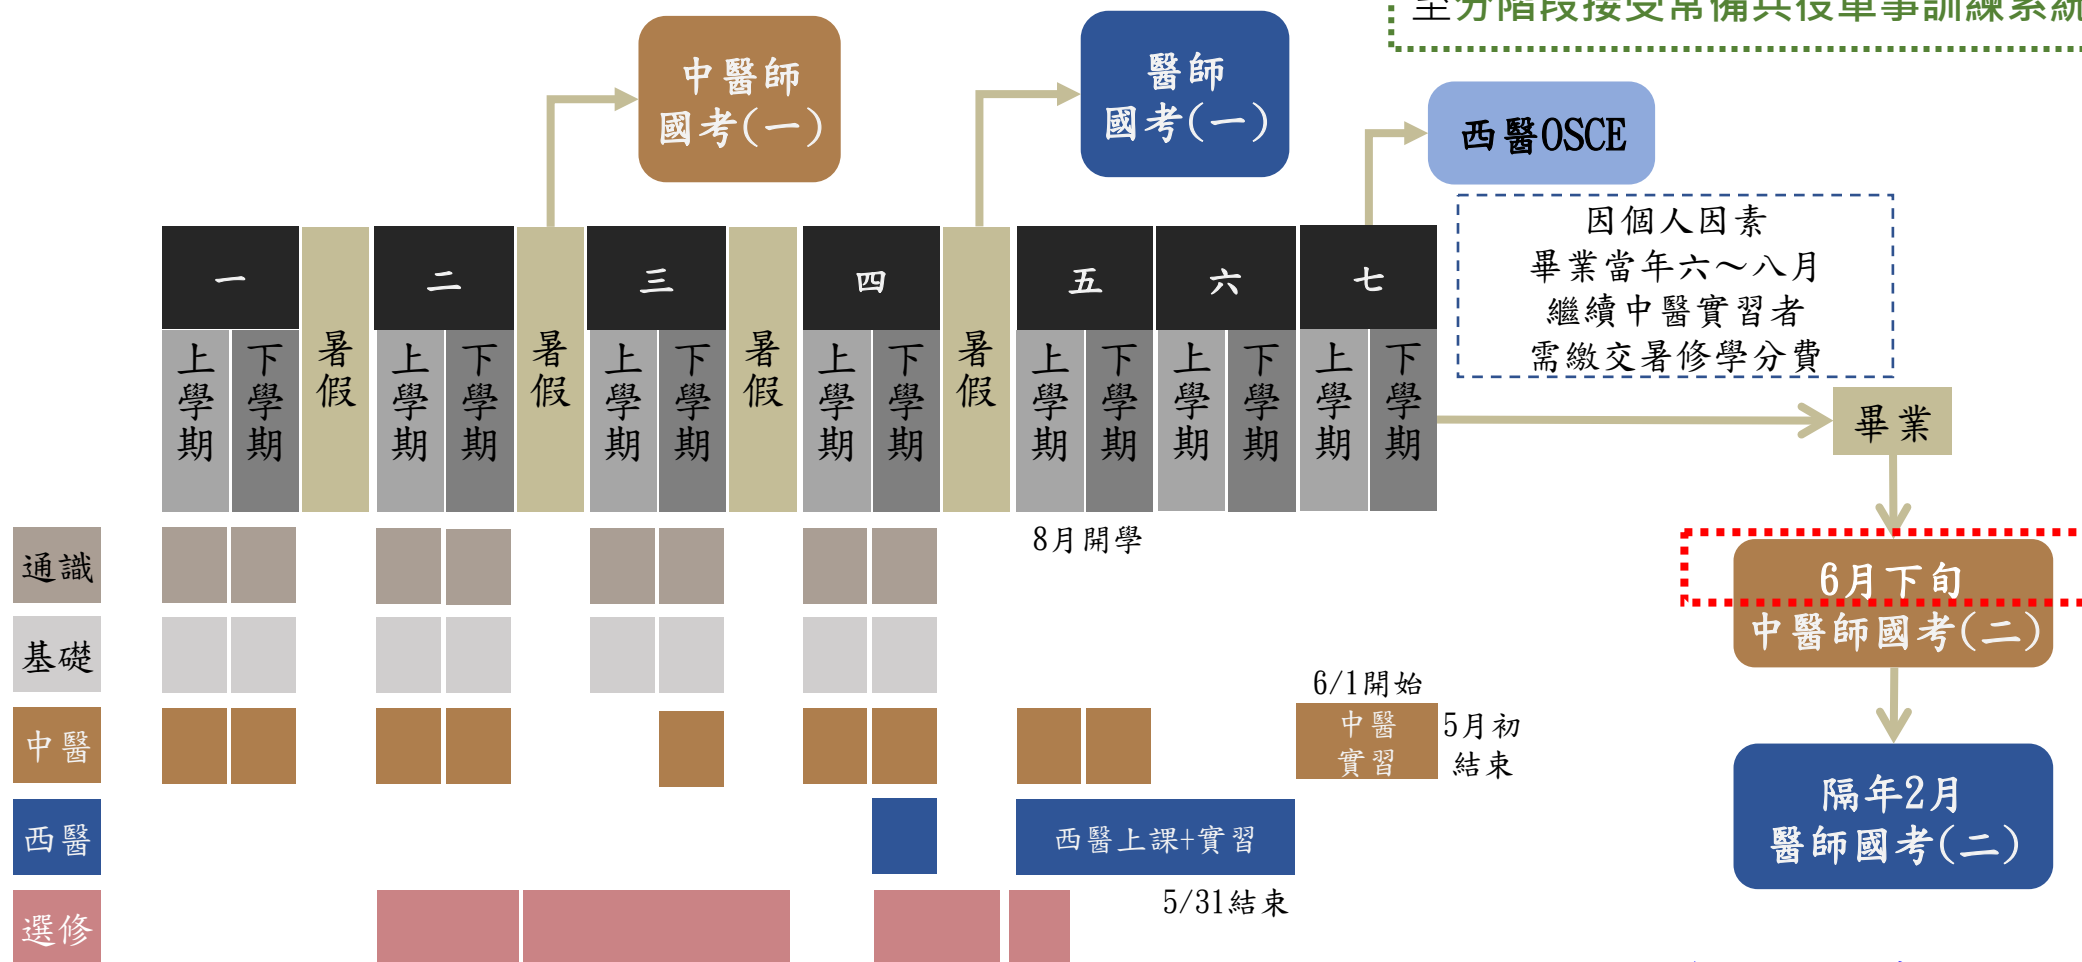 至分階段接受常備兵役軍事訓練系統
中醫師
國考(一)
醫師
國考(一)
西醫OSCE
因個人因素
畢業當年六～八月
繼續中醫實習者
需繳交暑修學分費
一
二
三
四
五
六
七
上學期
下學期
暑假
上學期
下學期
暑假
上學期
下學期
暑假
上學期
下學期
暑假
上學期
下學期
上學期
下學期
上學期
下學期
畢業
8月開學
通識
6月下旬
中醫師國考(二)
基礎
6/1開始
中醫
中醫
實習
5月初
結束
西醫
西醫上課+實習
隔年2月
醫師國考(二)
5/31結束
選修